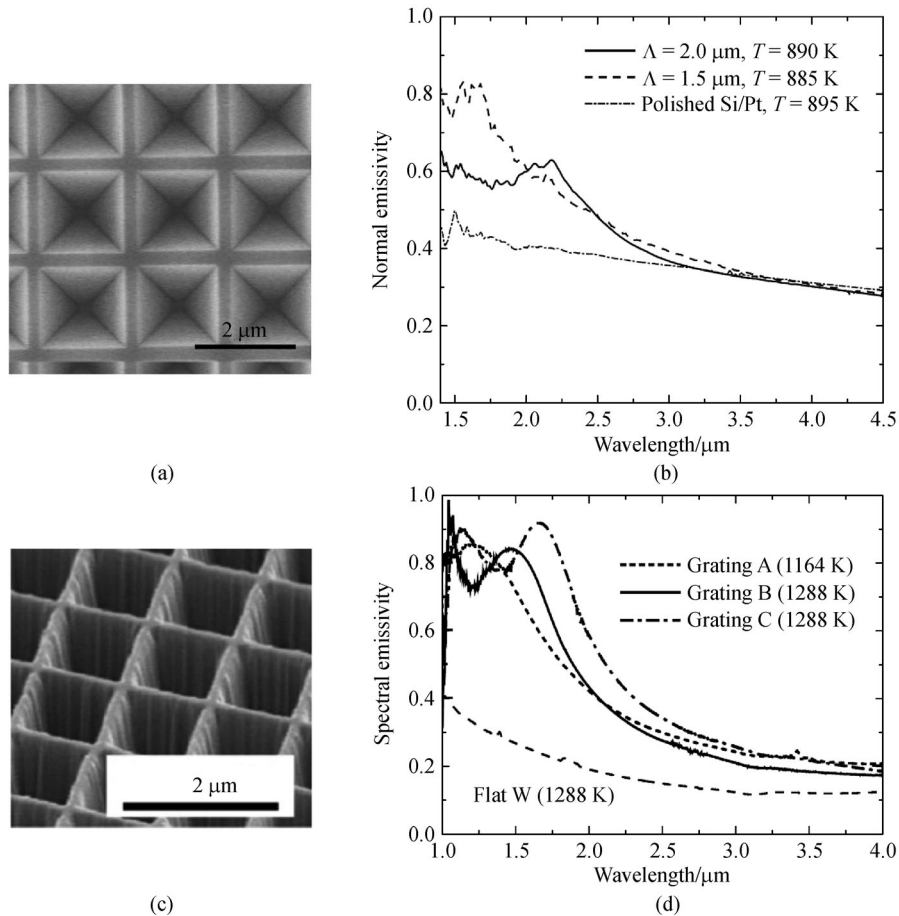 (a)
2 μm
(b)
Normal emissivity
1.0
0.8
0.6
0.4
0.2
0.0
Λ = 2.0 μm, T = 890 K
Λ = 1.5 μm, T = 885 K
Polished Si/Pt, T = 895 K
1.5 2.0 2.5 3.0 3.5 4.0 4.5
Wavelength/μm
(c)
2 μm
Spectral emissivity
1.0
0.8
0.6
0.4
0.2
0.0
Grating A (1164 K)
Grating B (1288 K)
Grating C (1288 K)
Flat W (1288 K)
1.0 1.5 2.0 2.5 3.0 3.5 4.0
Wavelength/μm
(d)